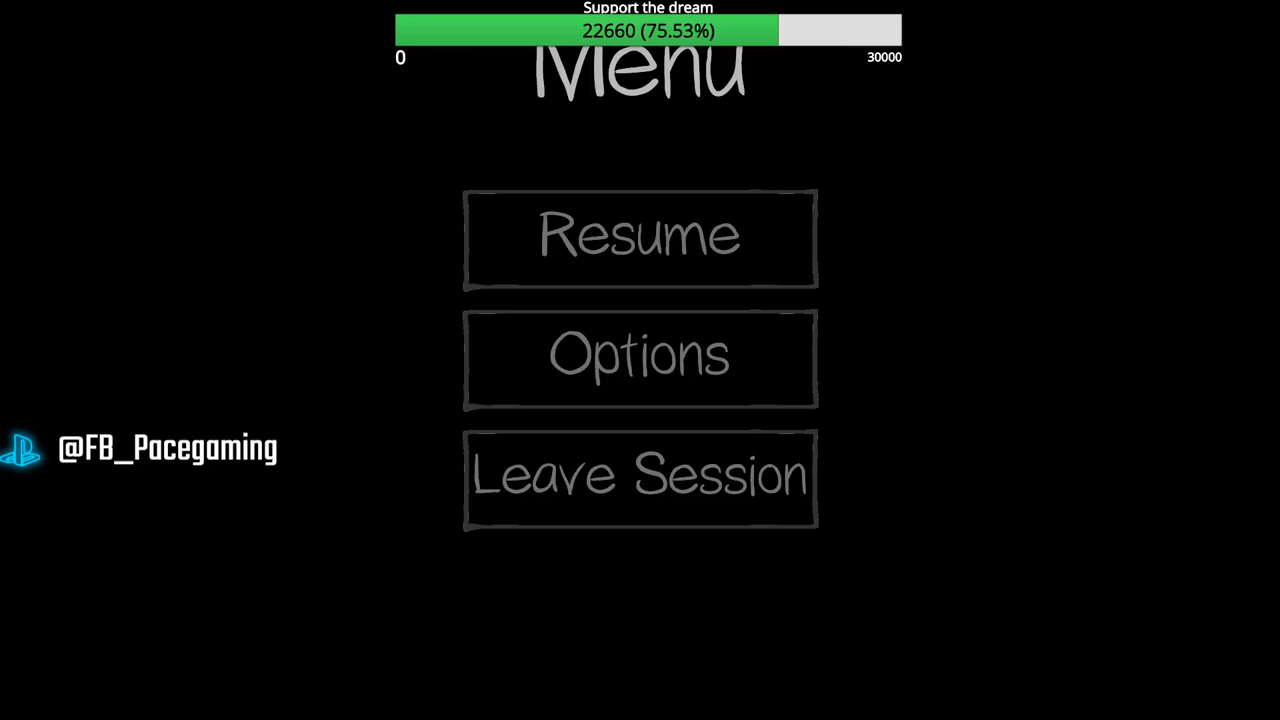 Support the dream
22660 (75.53%)
0
30000
Menu
Resume
Options
Leave Session
@FB_Pacegaming